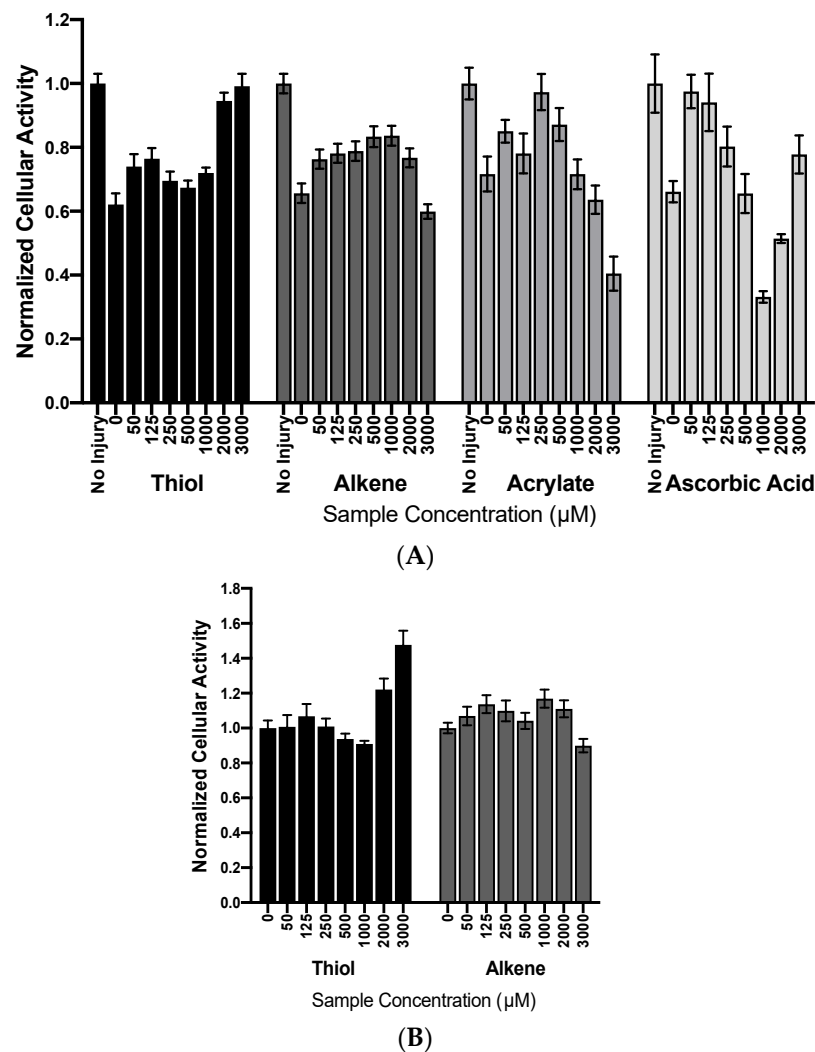 1.2
1.0
0.8
0.6
0.4
0.2
0.0
Normalized Cellular Activity
No Injury 0 50 125 250 500 1000 2000 3000 No Injury 0 50 125 250 500 1000 2000 3000 No Injury 0 50 125 250 500 1000 2000 3000 No Injury 0 50 125 250 500 1000 2000 3000
Thiol Alkene Acrylate Ascorbic Acid
Sample Concentration (µM)
(A)
1.8
1.6
1.4
1.2
1.0
0.8
0.6
0.4
0.2
0.0
Normalized Cellular Activity
0 50 125 250 500 1000 2000 3000 0 50 125 250 500 1000 2000 3000
Thiol Alkene
Sample Concentration (µM)
(B)